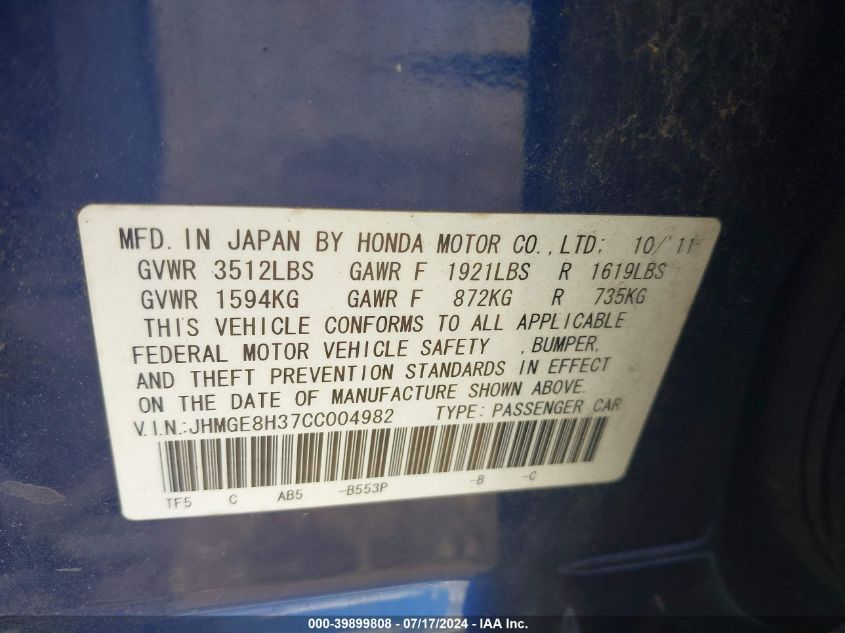 MFD. IN JAPAN BY HONDA MOTOR CO., LTD; 10/'11
GVWR 3512LBS GAWR F 1921LBS R 1619LBS
GVWR 1594KG GAWR F 872KG R 735KG
THIS VEHICLE CONFORMS TO ALL APPLICABLE
FEDERAL MOTOR VEHICLE SAFETY , BUMPER,
AND THEFT PREVENTION STANDARDS IN EFFECT
ON THE DATE OF MANUFACTURE SHOWN ABOVE.
V.I.N.:JHMGE8H37CC004982 TYPE: PASSENGER CAR
TF5 C AB5 -B553P -B -C
000-39899808 - 07/17/2024 - IAA Inc.